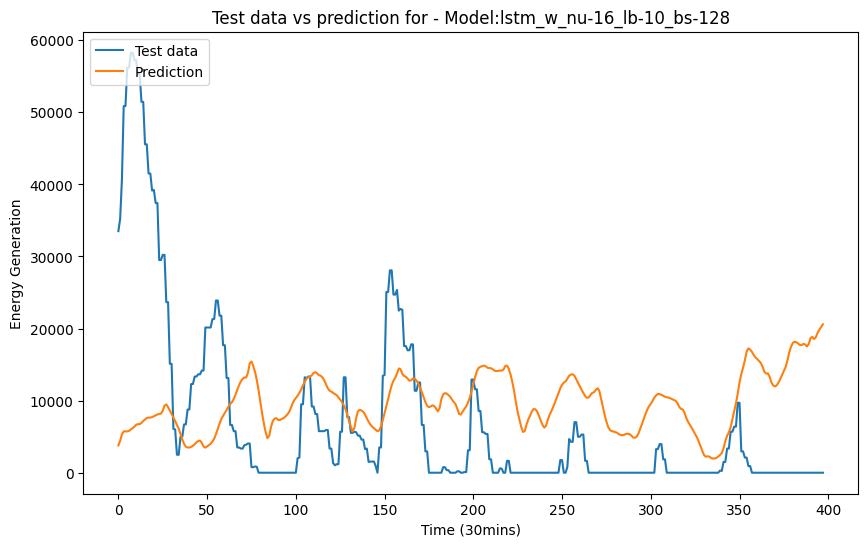 Test data vs prediction for - Model:lstm_w_nu-16_lb-10_bs-128
Test data
Prediction
60000
50000
40000
30000
20000
10000
0
Energy Generation
0 50 100 150 200 250 300 350 400
Time (30mins)